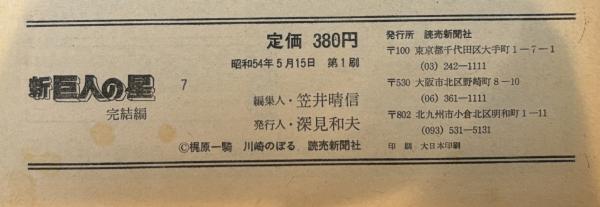 新巨人の星 7
完結編
定価 380円
昭和54年5月15日 第1刷
編集人・笠井晴信
発行人・深見和夫
©梶原一騎 川崎のぼる 読売新聞社
発行所 読売新聞社
〒100 東京都千代田区大手町1-7-1
(03) 242-1111
〒530 大阪市北区野崎町8-10
(06) 361-1111
〒802 北九州市小倉北区明和町1-11
(093) 531-5131
印刷 大日本印刷